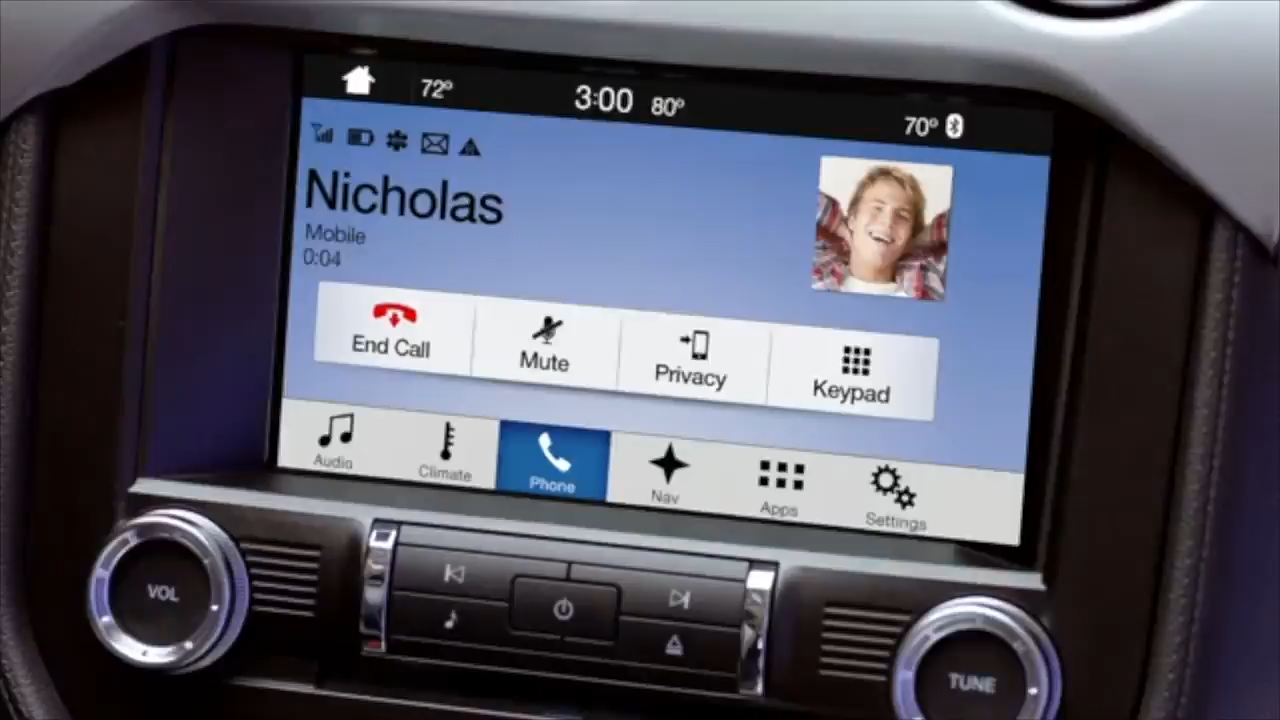 72° 3:00 80° 70°
Nicholas
Mobile
0:04
End Call Mute Privacy Keypad
Audio Climate Phone Nav Apps Settings
VOL
TUNE